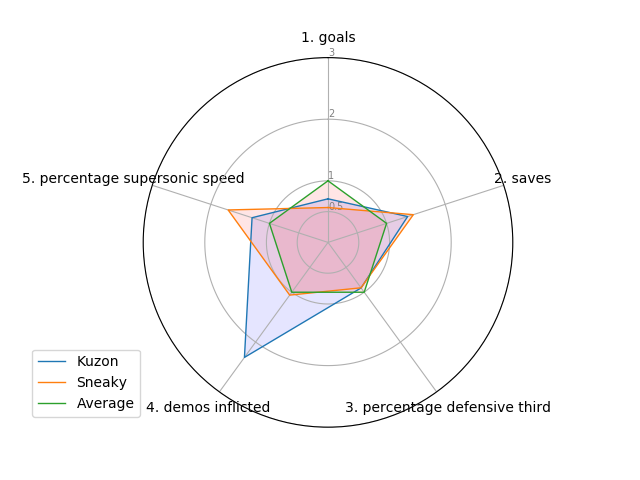 1. goals
3
2
1
0.5
5. percentage supersonic speed
2. saves
Kuzon
Sneaky
Average
4. demos inflicted
3. percentage defensive third